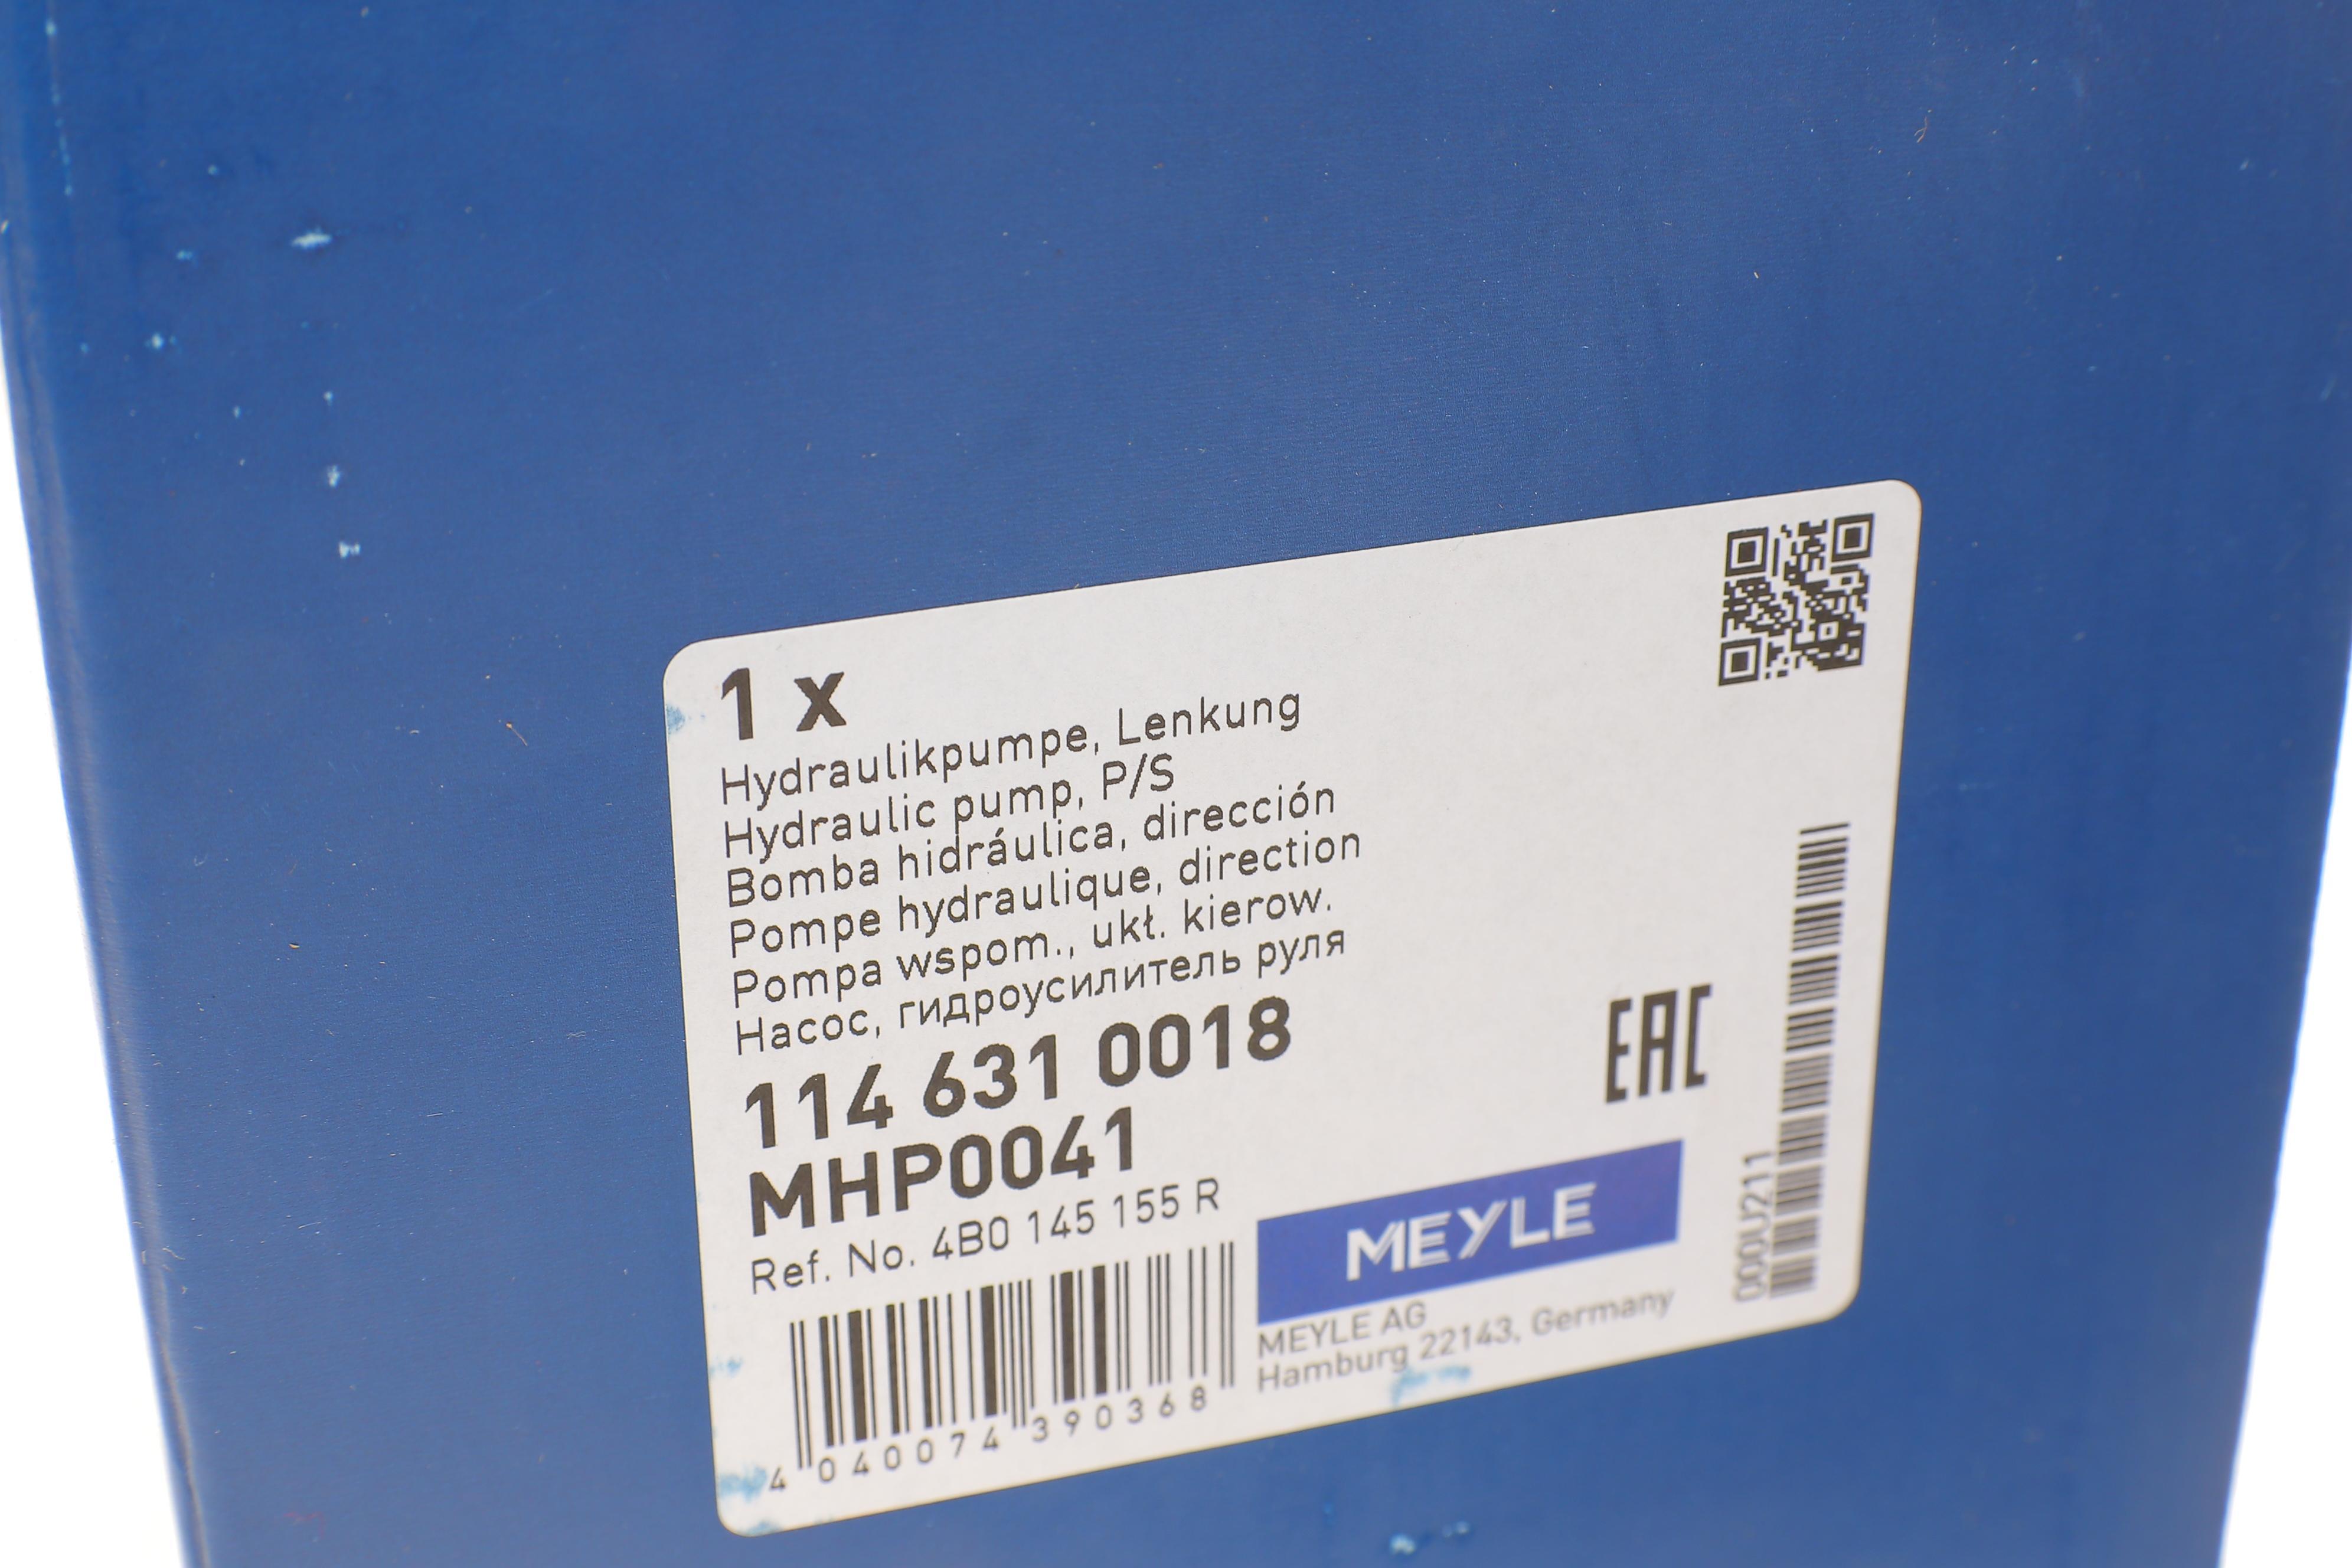 1 x
Hydraulikpumpe, Lenkung
Hydraulic pump, P/S
Bomba hidráulica, dirección
Pompe hydraulique, direction
Pompa wspom., ukł. kierow.
Насос, гидроусилитель руля
114 631 0018
MHP0041
Ref. No. 4B0 145 155 R
4 040074 390368
EAC
MEYLE
MEYLE AG
Hamburg 22143, Germany
000U211